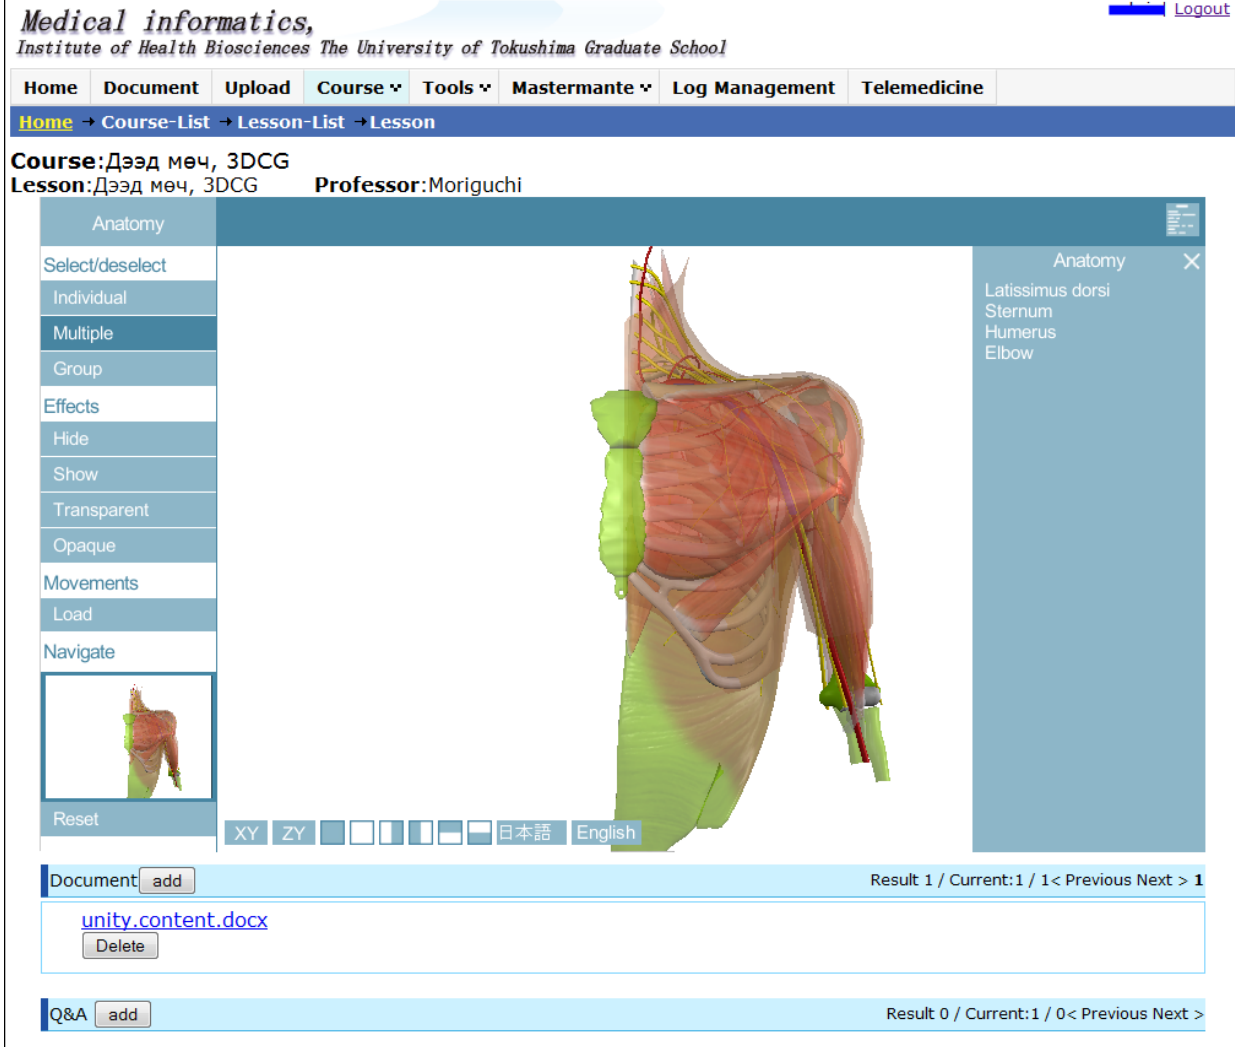 Logout
Medical informatics,
Institute of Health Biosciences The University of Tokushima Graduate School
Home Document Upload Course Tools Mastermante Log Management Telemedicine
Home → Course-List → Lesson-List → Lesson
Course:Дээд мөч, 3DCG
Lesson:Дээд мөч, 3DCG Professor:Moriguchi
Anatomy
Select/deselect
Individual
Multiple
Group
Effects
Hide
Show
Transparent
Opaque
Movements
Load
Navigate
Reset
XY ZY 日本語 English
Anatomy ×
Latissimus dorsi
Sternum
Humerus
Elbow
Document add Result 1 / Current:1 / 1< Previous Next > 1
unity.content.docx
Delete
Q&A add Result 0 / Current:1 / 0< Previous Next >